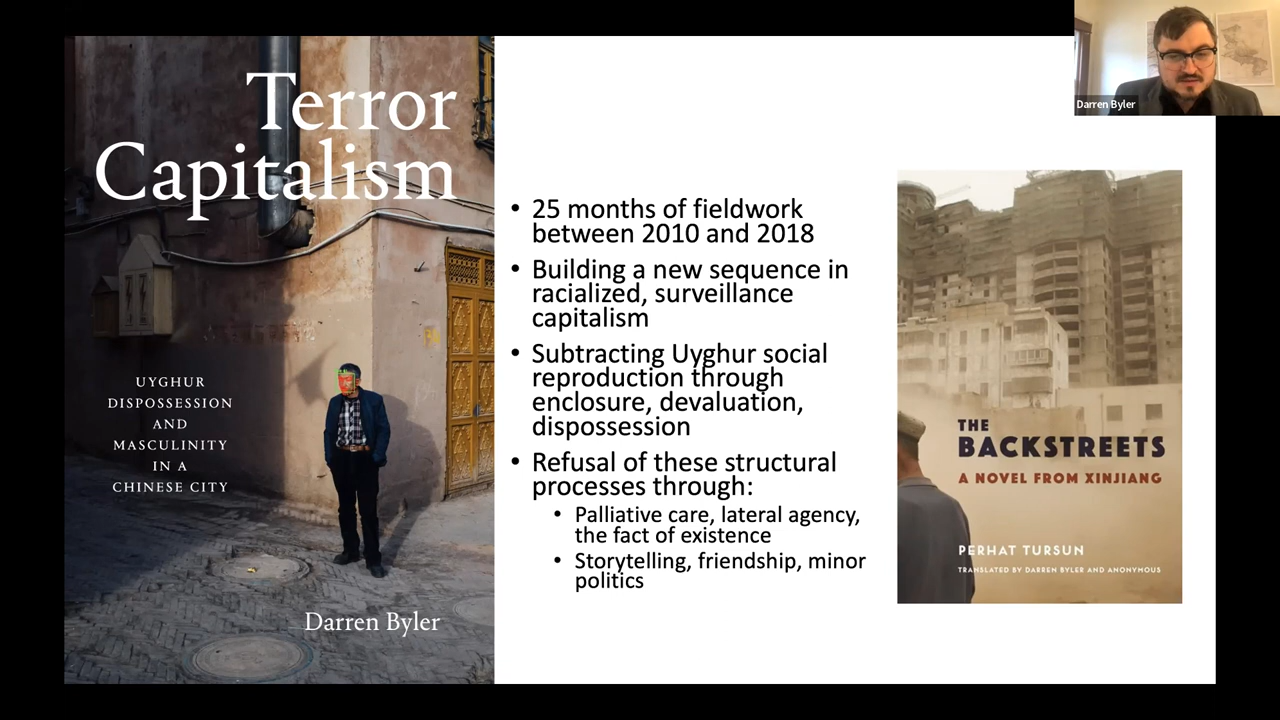 Terror
Capitalism
UYGHUR
DISPOSSESSION
AND
MASCULINITY
IN A
CHINESE CITY
Darren Byler
• 25 months of fieldwork
between 2010 and 2018
• Building a new sequence in
racialized, surveillance
capitalism
• Subtracting Uyghur social
reproduction through
enclosure, devaluation,
dispossession
• Refusal of these structural
processes through:
• Palliative care, lateral agency,
the fact of existence
• Storytelling, friendship, minor
politics
THE
BACKSTREETS
A NOVEL FROM XINJIANG
PERHAT TURSUN
TRANSLATED BY DARREN BYLER AND ANONYMOUS
Darren Byler